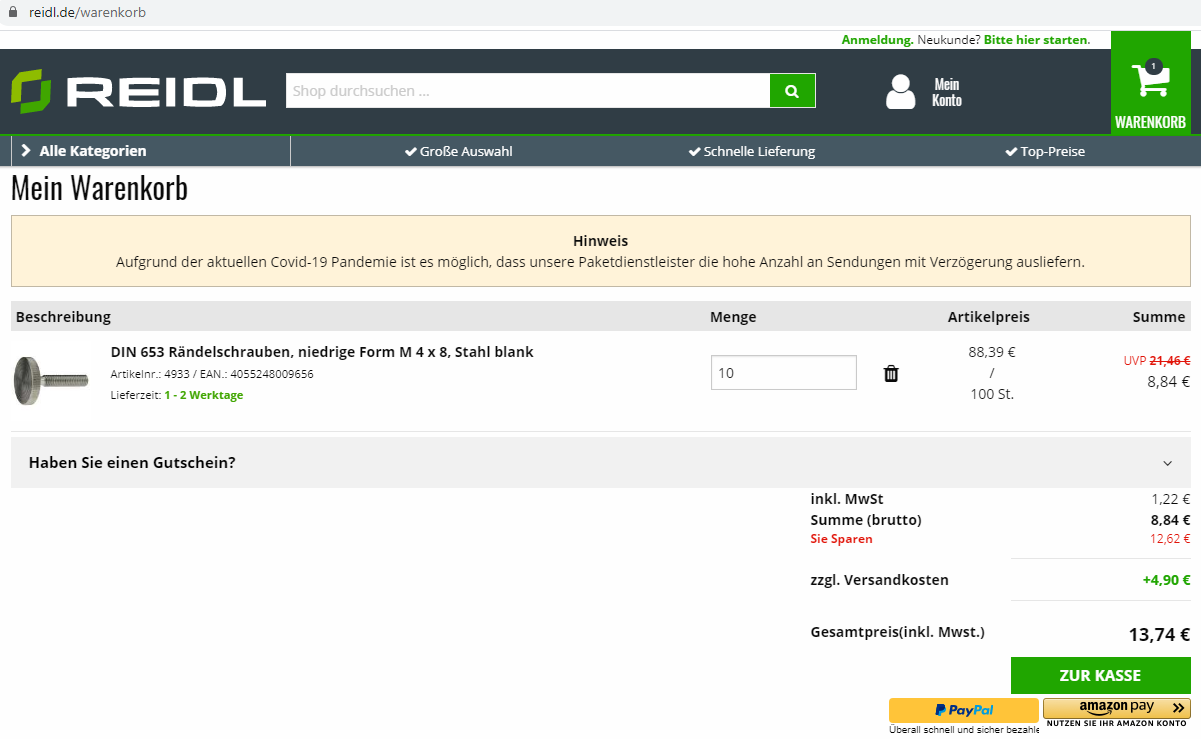 reidl.de/warenkorb
Anmeldung. Neukunde? Bitte hier starten.
REIDL
Shop durchsuchen ...
Mein
Konto
1
WARENKORB
Alle Kategorien
Große Auswahl
Schnelle Lieferung
Top-Preise
Mein Warenkorb
Hinweis
Aufgrund der aktuellen Covid-19 Pandemie ist es möglich, dass unsere Paketdienstleister die hohe Anzahl an Sendungen mit Verzögerung ausliefern.
Beschreibung Menge Artikelpreis Summe
DIN 653 Rändelschrauben, niedrige Form M 4 x 8, Stahl blank
Artikelnr.: 4933 / EAN.: 4055248009656
Lieferzeit: 1 - 2 Werktage
10
88,39 €
/
100 St.
UVP 21,46 €
8,84 €
Haben Sie einen Gutschein?
inkl. MwSt 1,22 €
Summe (brutto) 8,84 €
Sie Sparen 12,62 €
zzgl. Versandkosten +4,90 €
Gesamtpreis(inkl. Mwst.) 13,74 €
ZUR KASSE
PayPal
Überall schnell und sicher bezahle
amazon pay
NUTZEN SIE IHR AMAZON KONTO